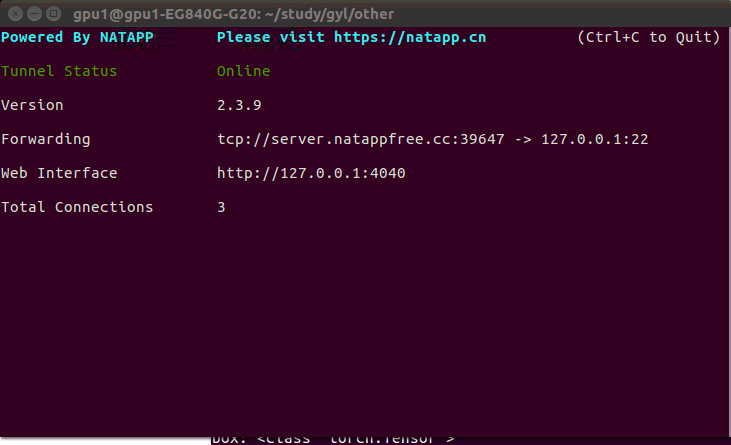 gpu1@gpu1-EG840G-G20: ~/study/gyl/other
Powered By NATAPP Please visit https://natapp.cn (Ctrl+C to Quit)
Tunnel Status Online
Version 2.3.9
Forwarding tcp://server.natappfree.cc:39647 -> 127.0.0.1:22
Web Interface http://127.0.0.1:4040
Total Connections 3
box: <class 'torch.Tensor'>